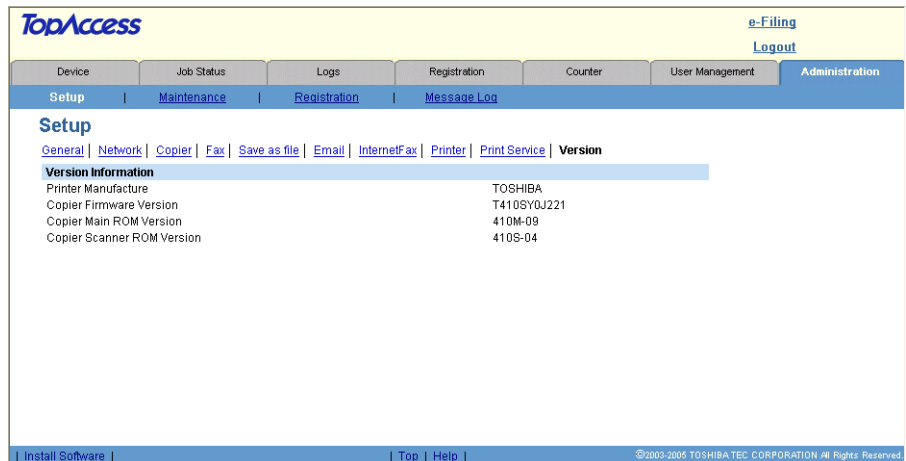 TopAccess
e-Filing
Logout
Device Job Status Logs Registration Counter User Management Administration
Setup | Maintenance | Registration | Message Log
Setup
General | Network | Copier | Fax | Save as file | Email | InternetFax | Printer | Print Service | Version
Version Information
Printer Manufacture TOSHIBA
Copier Firmware Version T410SY0J221
Copier Main ROM Version 410M-09
Copier Scanner ROM Version 410S-04
| Install Software | | Top | Help | ©2003-2005 TOSHIBA TEC CORPORATION All Rights Reserved.